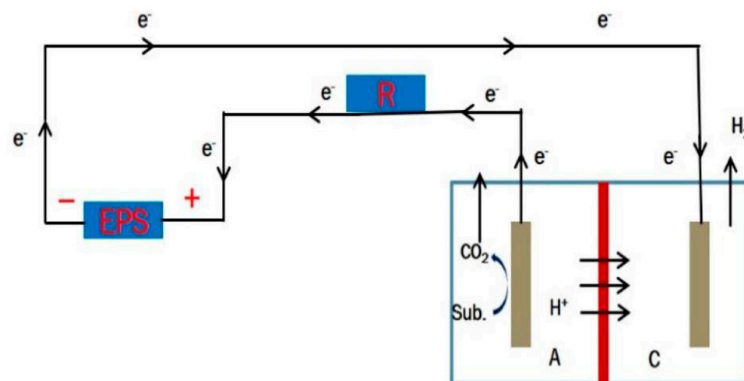 e⁻ e⁻
e⁻ R e⁻
e⁻ e⁻ e⁻ e⁻ H
− EPS +
CO₂
Sub. H⁺
A C